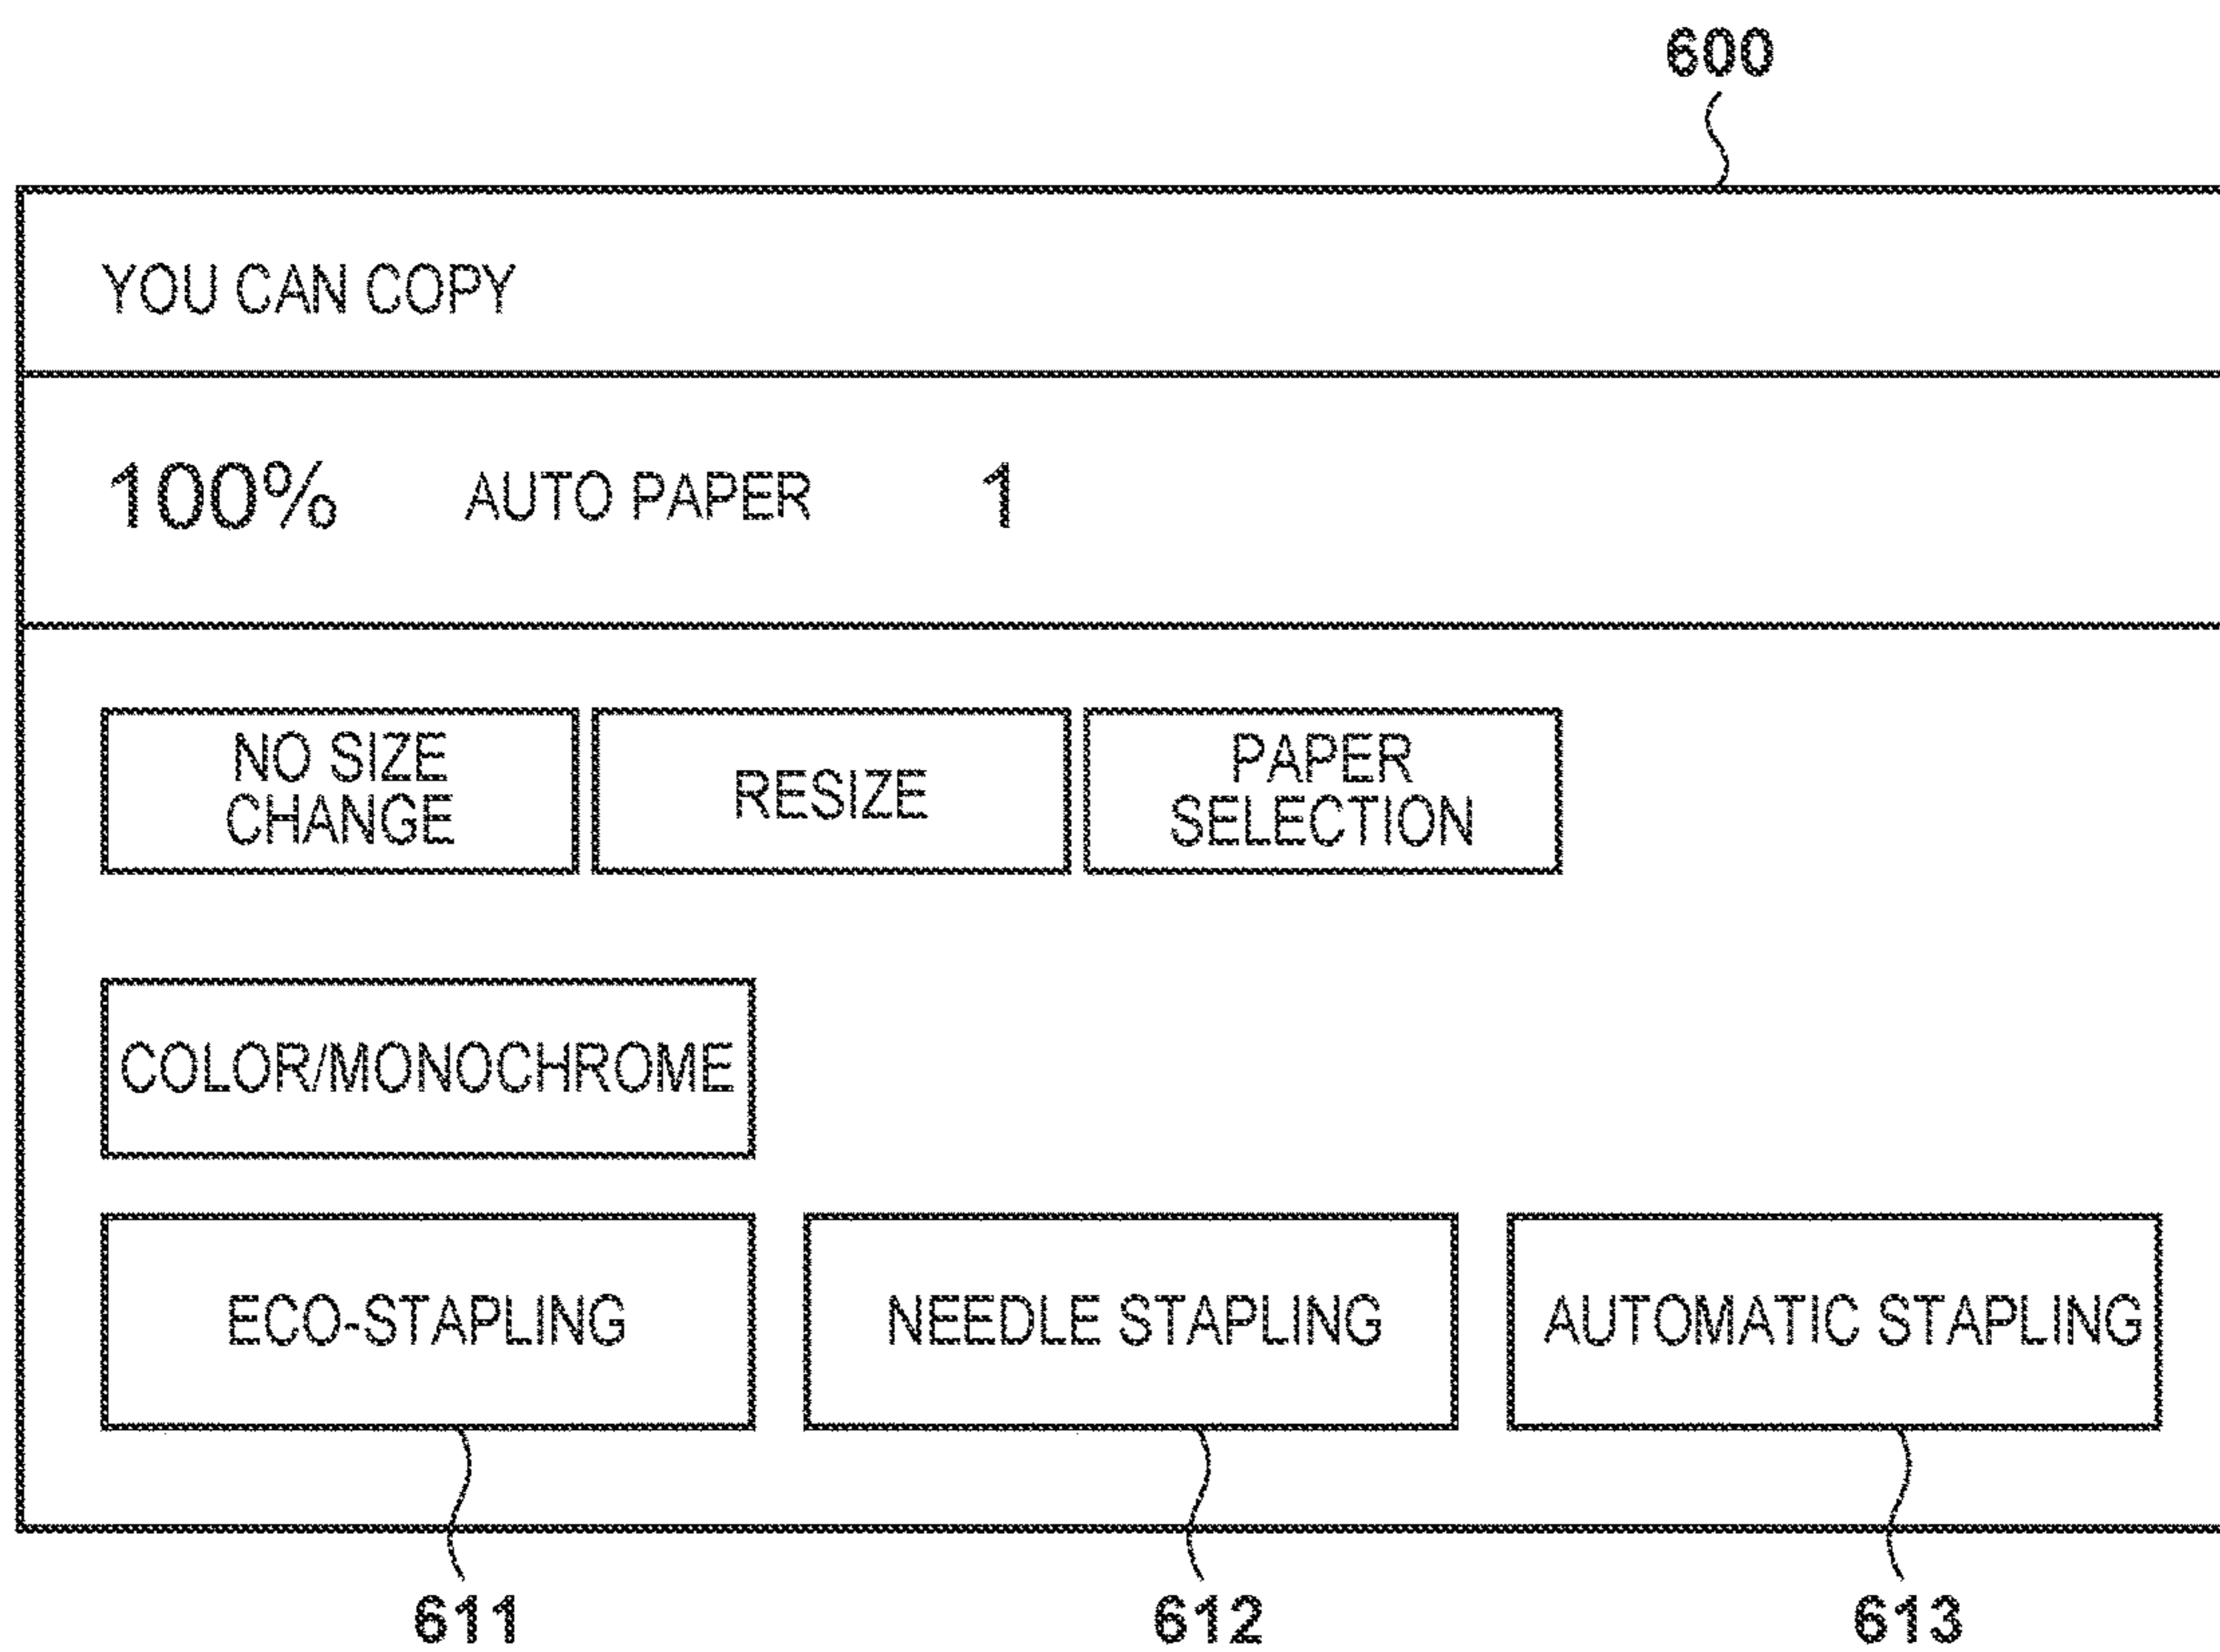 600
YOU CAN COPY
100% AUTO PAPER 1
NO SIZE
CHANGE
RESIZE
PAPER
SELECTION
COLOR/MONOCHROME
ECO-STAPLING
NEEDLE STAPLING
AUTOMATIC STAPLING
611 612 613